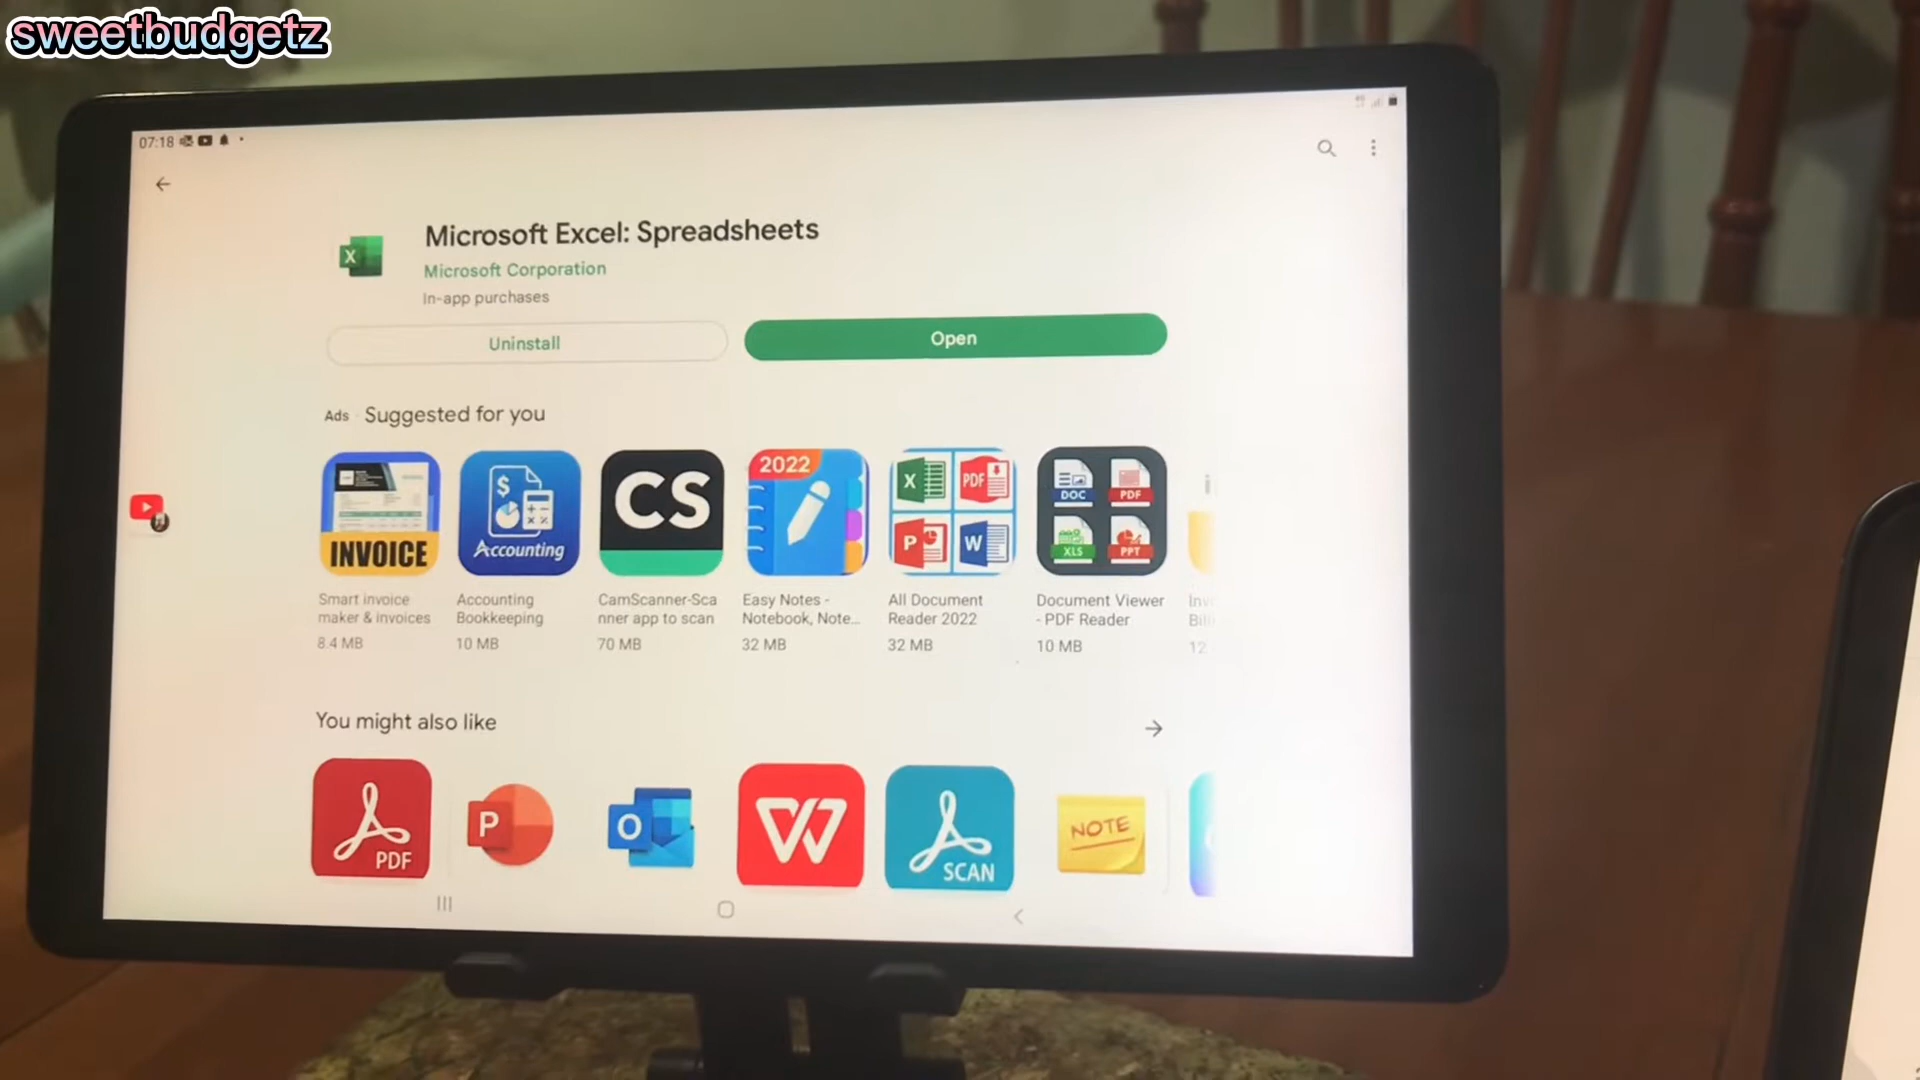 sweetbudgetz
07:18
Microsoft Excel: Spreadsheets
Microsoft Corporation
In-app purchases
Uninstall
Open
Ads · Suggested for you
INVOICE
Accounting
CS
2022
X
PDF
P
W
DOC
PDF
XLS
PPT
Smart invoice
maker & invoices
8.4 MB
Accounting
Bookkeeping
10 MB
CamScanner-Sca
nner app to scan
70 MB
Easy Notes -
Notebook, Note...
32 MB
All Document
Reader 2022
32 MB
Document Viewer
- PDF Reader
10 MB
12
You might also like
PDF
P
O
W
SCAN
NOTE